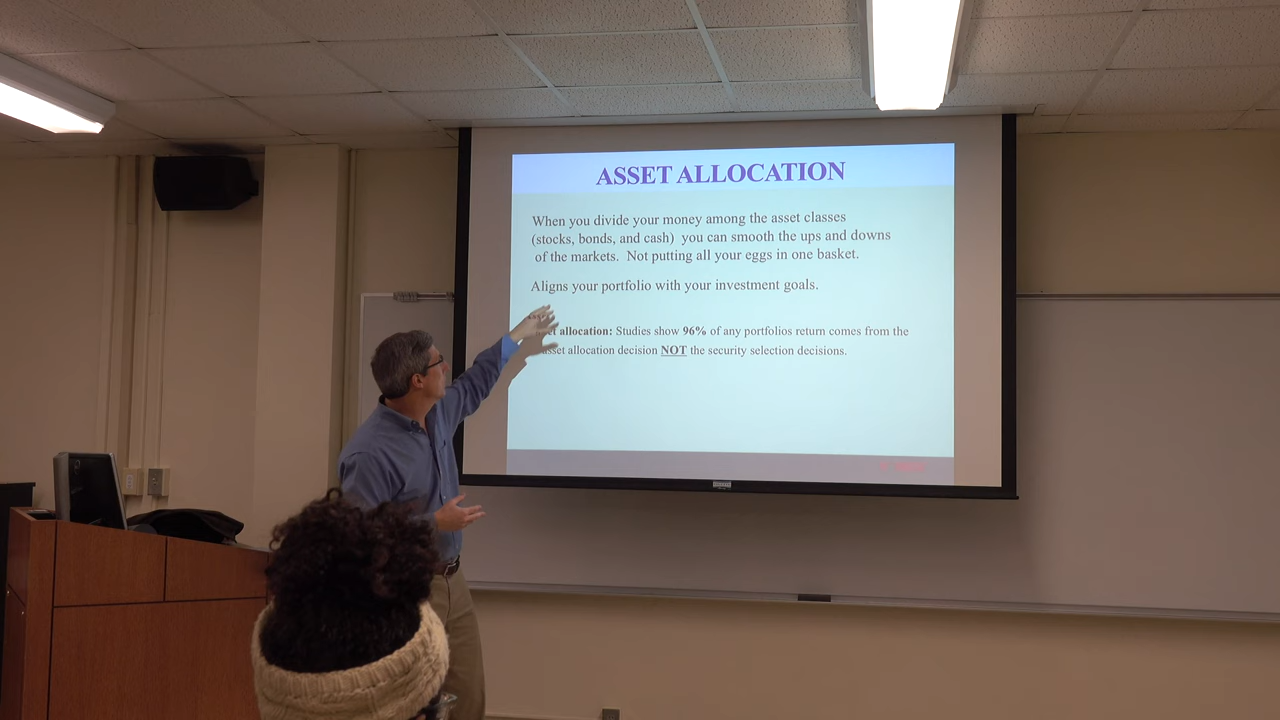 ASSET ALLOCATION
When you divide your money among the asset classes
(stocks, bonds, and cash) you can smooth the ups and downs
of the markets. Not putting all your eggs in one basket.
Aligns your portfolio with your investment goals.
allocation: Studies show 96% of any portfolios return comes from the
asset allocation decision NOT the security selection decisions.